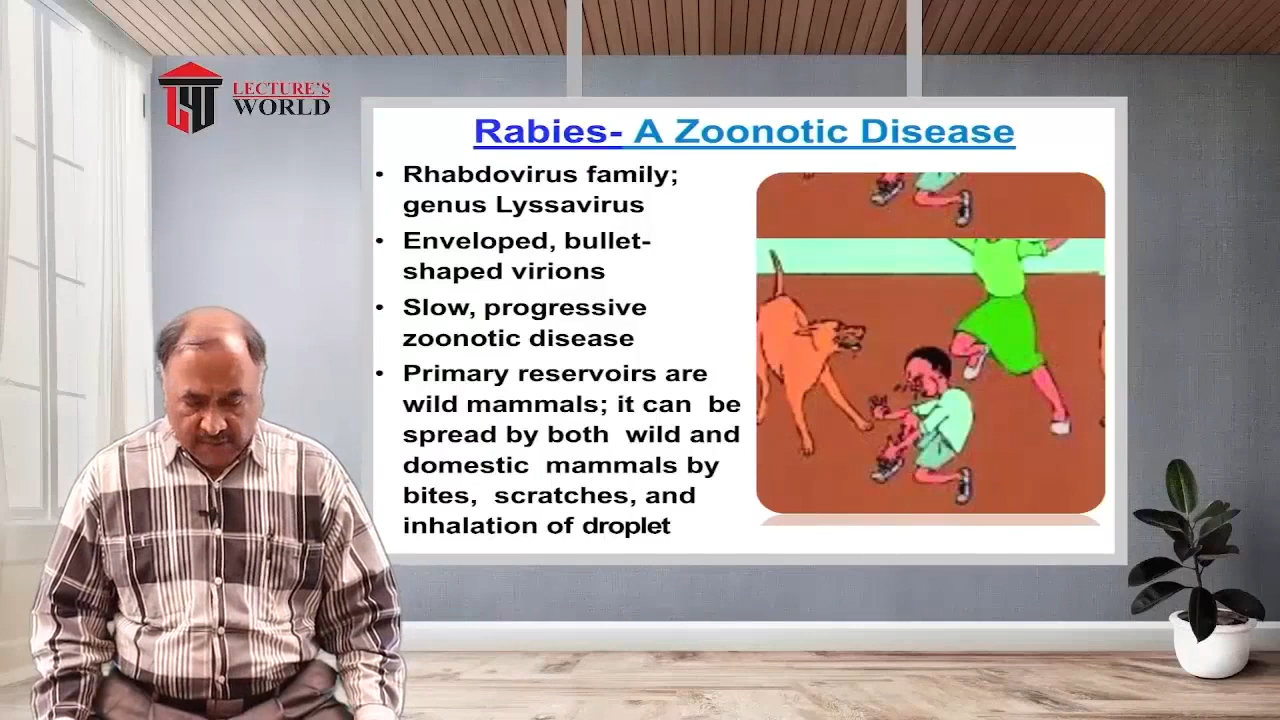 LECTURE'S
WORLD
Rabies- A Zoonotic Disease
• Rhabdovirus family;
genus Lyssavirus
• Enveloped, bullet-
shaped virions
• Slow, progressive
zoonotic disease
• Primary reservoirs are
wild mammals; it can be
spread by both wild and
domestic mammals by
bites, scratches, and
inhalation of droplet